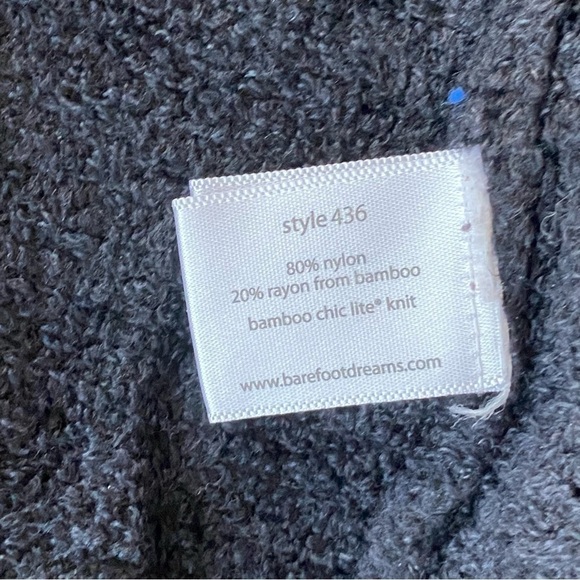 style 436
80% nylon
20% rayon from bamboo
bamboo chic lite® knit
www.barefootdreams.com